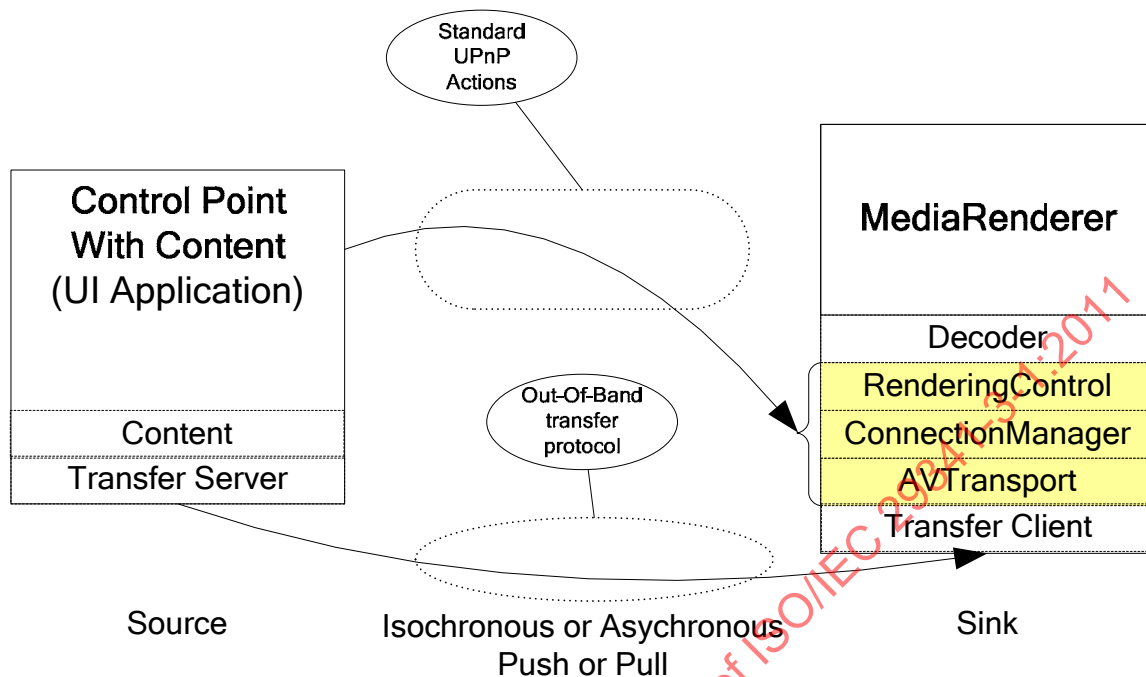 Standard
UPnP
Actions
Control Point
With Content
(UI Application)
Content
Transfer Server
MediaRenderer
Decoder
RenderingControl
ConnectionManager
AVTransport
Transfer Client
Out-Of-Band
transfer
protocol
Source
Isochronous or Asychronous
Push or Pull
Sink
of ISO/IEC 29341-3-1:2011